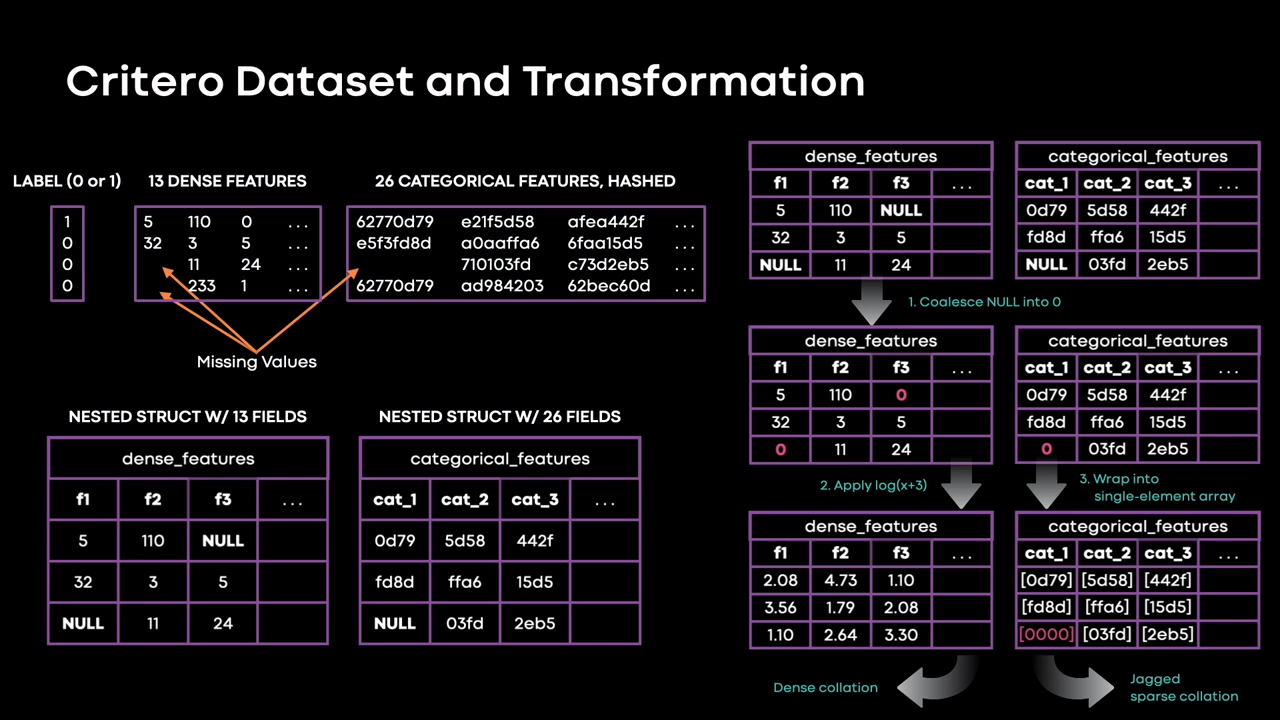 Critero Dataset and Transformation
LABEL (0 or 1) 13 DENSE FEATURES 26 CATEGORICAL FEATURES, HASHED
1 5 110 0 ... 62770d79 e21f5d58 afea442f ...
0 32 3 5 ... e5f3fd8d a0aaffa6 6faa15d5 ...
0 11 24 ... 710103fd c73d2eb5 ...
0 233 1 ... 62770d79 ad984203 62bec60d ...
Missing Values
NESTED STRUCT W/ 13 FIELDS
dense_features
f1 f2 f3 ...
5 110 NULL
32 3 5
NULL 11 24
NESTED STRUCT W/ 26 FIELDS
categorical_features
cat_1 cat_2 cat_3 ...
0d79 5d58 442f
fd8d ffa6 15d5
NULL 03fd 2eb5
dense_features
f1 f2 f3 ...
5 110 NULL
32 3 5
NULL 11 24
categorical_features
cat_1 cat_2 cat_3 ...
0d79 5d58 442f
fd8d ffa6 15d5
NULL 03fd 2eb5
1. Coalesce NULL into 0
dense_features
f1 f2 f3 ...
5 110 0
32 3 5
0 11 24
categorical_features
cat_1 cat_2 cat_3 ...
0d79 5d58 442f
fd8d ffa6 15d5
0 03fd 2eb5
2. Apply log(x+3)
3. Wrap into
single-element array
dense_features
f1 f2 f3 ...
2.08 4.73 1.10
3.56 1.79 2.08
1.10 2.64 3.30
categorical_features
cat_1 cat_2 cat_3 ...
[0d79] [5d58] [442f]
[fd8d] [ffa6] [15d5]
[0000] [03fd] [2eb5]
Dense collation
Jagged
sparse collation